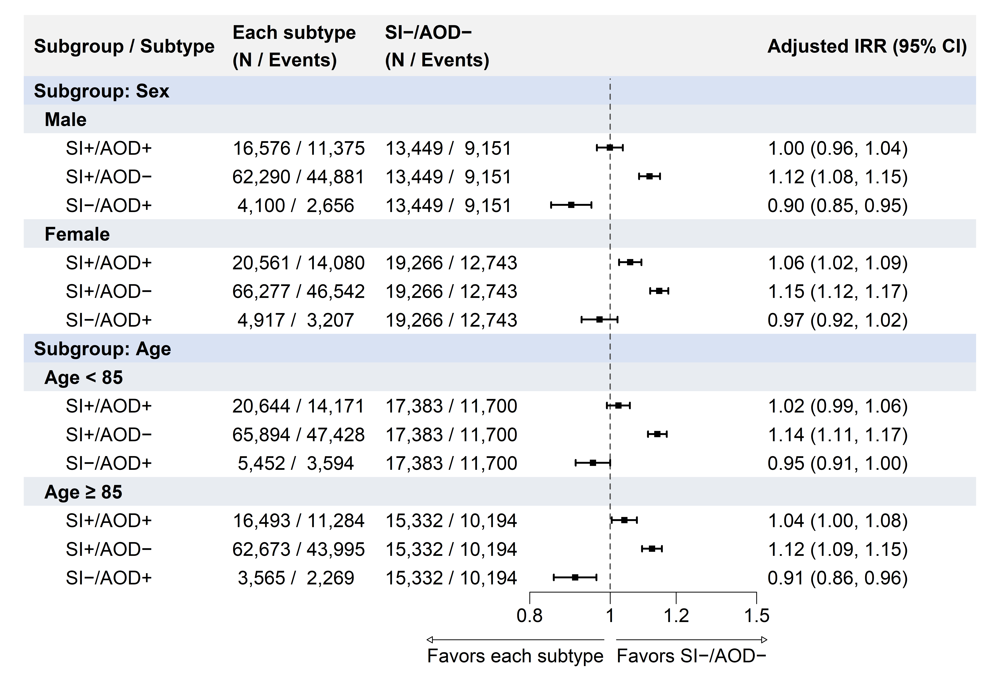 Subgroup / Subtype Each subtype (N / Events) SI−/AOD− (N / Events) Adjusted IRR (95% CI)
Subgroup: Sex
Male
SI+/AOD+ 16,576 / 11,375 13,449 / 9,151 1.00 (0.96, 1.04)
SI+/AOD− 62,290 / 44,881 13,449 / 9,151 1.12 (1.08, 1.15)
SI−/AOD+ 4,100 / 2,656 13,449 / 9,151 0.90 (0.85, 0.95)
Female
SI+/AOD+ 20,561 / 14,080 19,266 / 12,743 1.06 (1.02, 1.09)
SI+/AOD− 66,277 / 46,542 19,266 / 12,743 1.15 (1.12, 1.17)
SI−/AOD+ 4,917 / 3,207 19,266 / 12,743 0.97 (0.92, 1.02)
Subgroup: Age
Age < 85
SI+/AOD+ 20,644 / 14,171 17,383 / 11,700 1.02 (0.99, 1.06)
SI+/AOD− 65,894 / 47,428 17,383 / 11,700 1.14 (1.11, 1.17)
SI−/AOD+ 5,452 / 3,594 17,383 / 11,700 0.95 (0.91, 1.00)
Age ≥ 85
SI+/AOD+ 16,493 / 11,284 15,332 / 10,194 1.04 (1.00, 1.08)
SI+/AOD− 62,673 / 43,995 15,332 / 10,194 1.12 (1.09, 1.15)
SI−/AOD+ 3,565 / 2,269 15,332 / 10,194 0.91 (0.86, 0.96)
0.8 1 1.2 1.5
Favors each subtype Favors SI−/AOD−